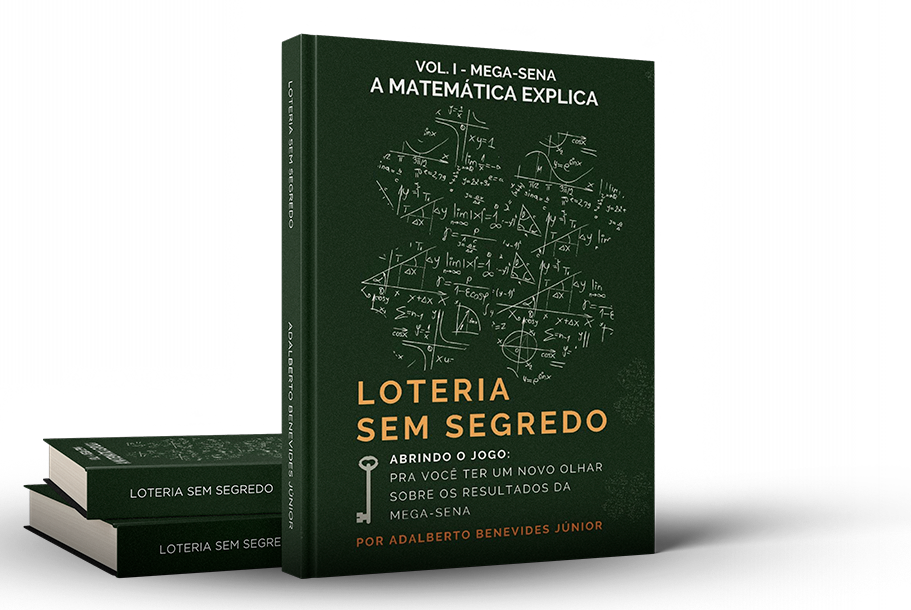 VOL. I - MEGA-SENA
A MATEMÁTICA EXPLICA
LOTERIA
SEM SEGREDO
ABRINDO O JOGO:
PRA VOCÊ TER UM NOVO OLHAR
SOBRE OS RESULTADOS DA
MEGA-SENA
POR ADALBERTO BENEVIDES JÚNIOR
LOTERIA SEM SEGREDO
ADALBERTO BENEVIDES JÚNIOR
LOTERIA SEM SEGREDO
LOTERIA SEM SEGRE